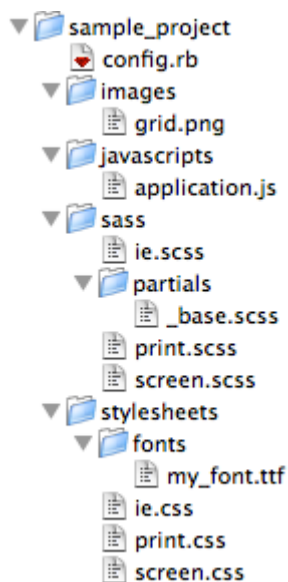 sample_project
config.rb
images
grid.png
javascripts
application.js
sass
ie.scss
partials
_base.scss
print.scss
screen.scss
stylesheets
fonts
my_font.ttf
ie.css
print.css
screen.css